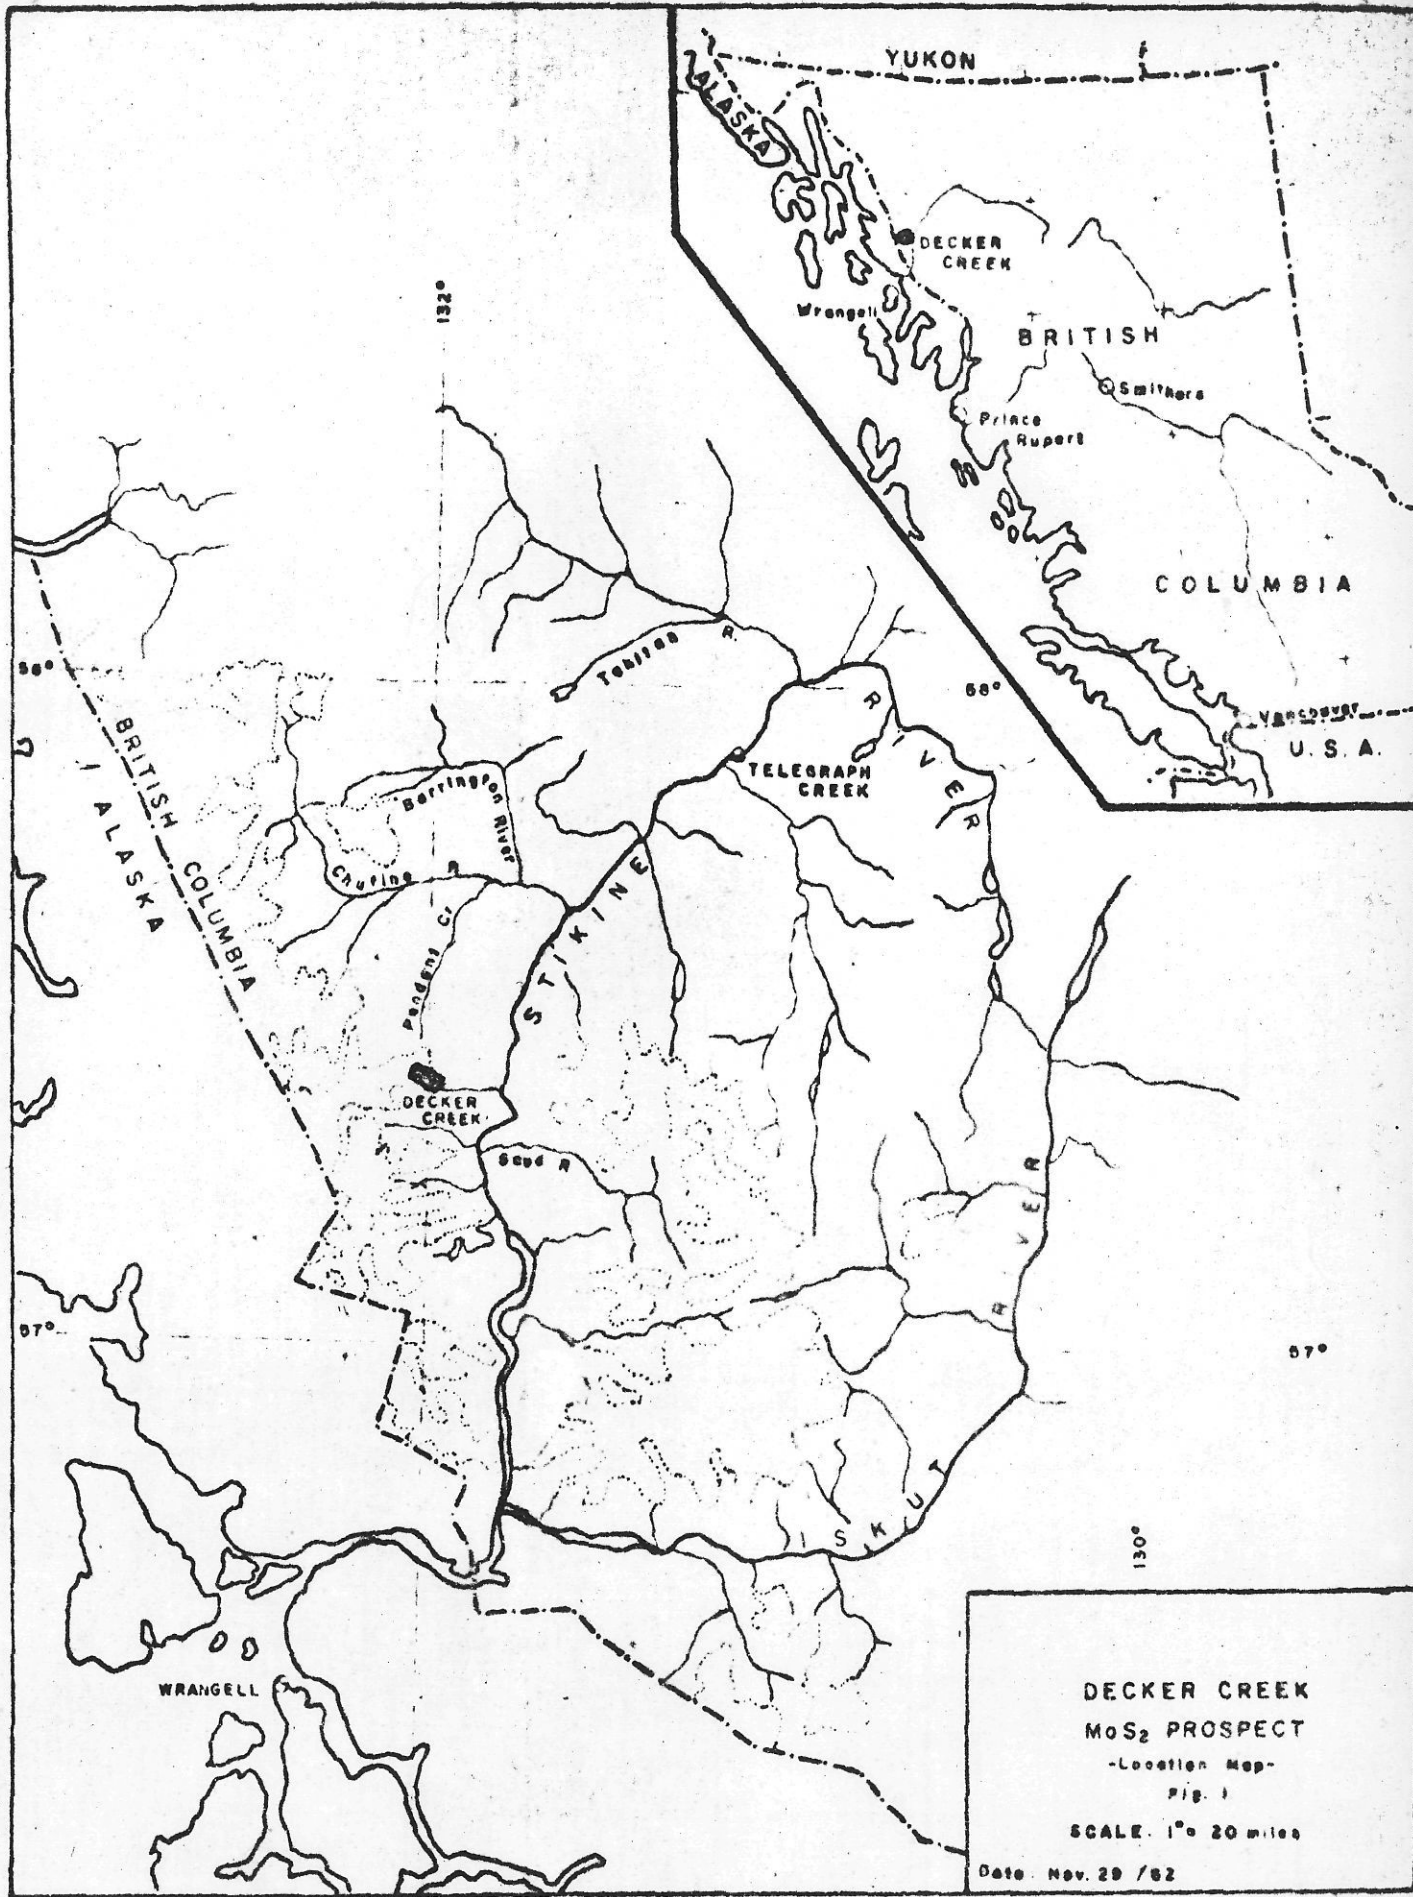 YUKON
ALASKA
DECKER
CREEK
Wrangell
BRITISH
Smithers
Prince
Rupert
COLUMBIA
Vancouver
U.S.A.
132°
58°
58°
Tahltan R.
BRITISH COLUMBIA
ALASKA
TELEGRAPH
CREEK
Barrington River
Chutine R
Pendant Cr
STIKINE RIVER
DECKER
CREEK
Scud R
57°
57°
ISKUT RIVER
130°
WRANGELL
DECKER CREEK
MoS₂ PROSPECT
-Location Map-
Fig. 1
SCALE. 1"= 20 miles
Date. Nov. 29 /62